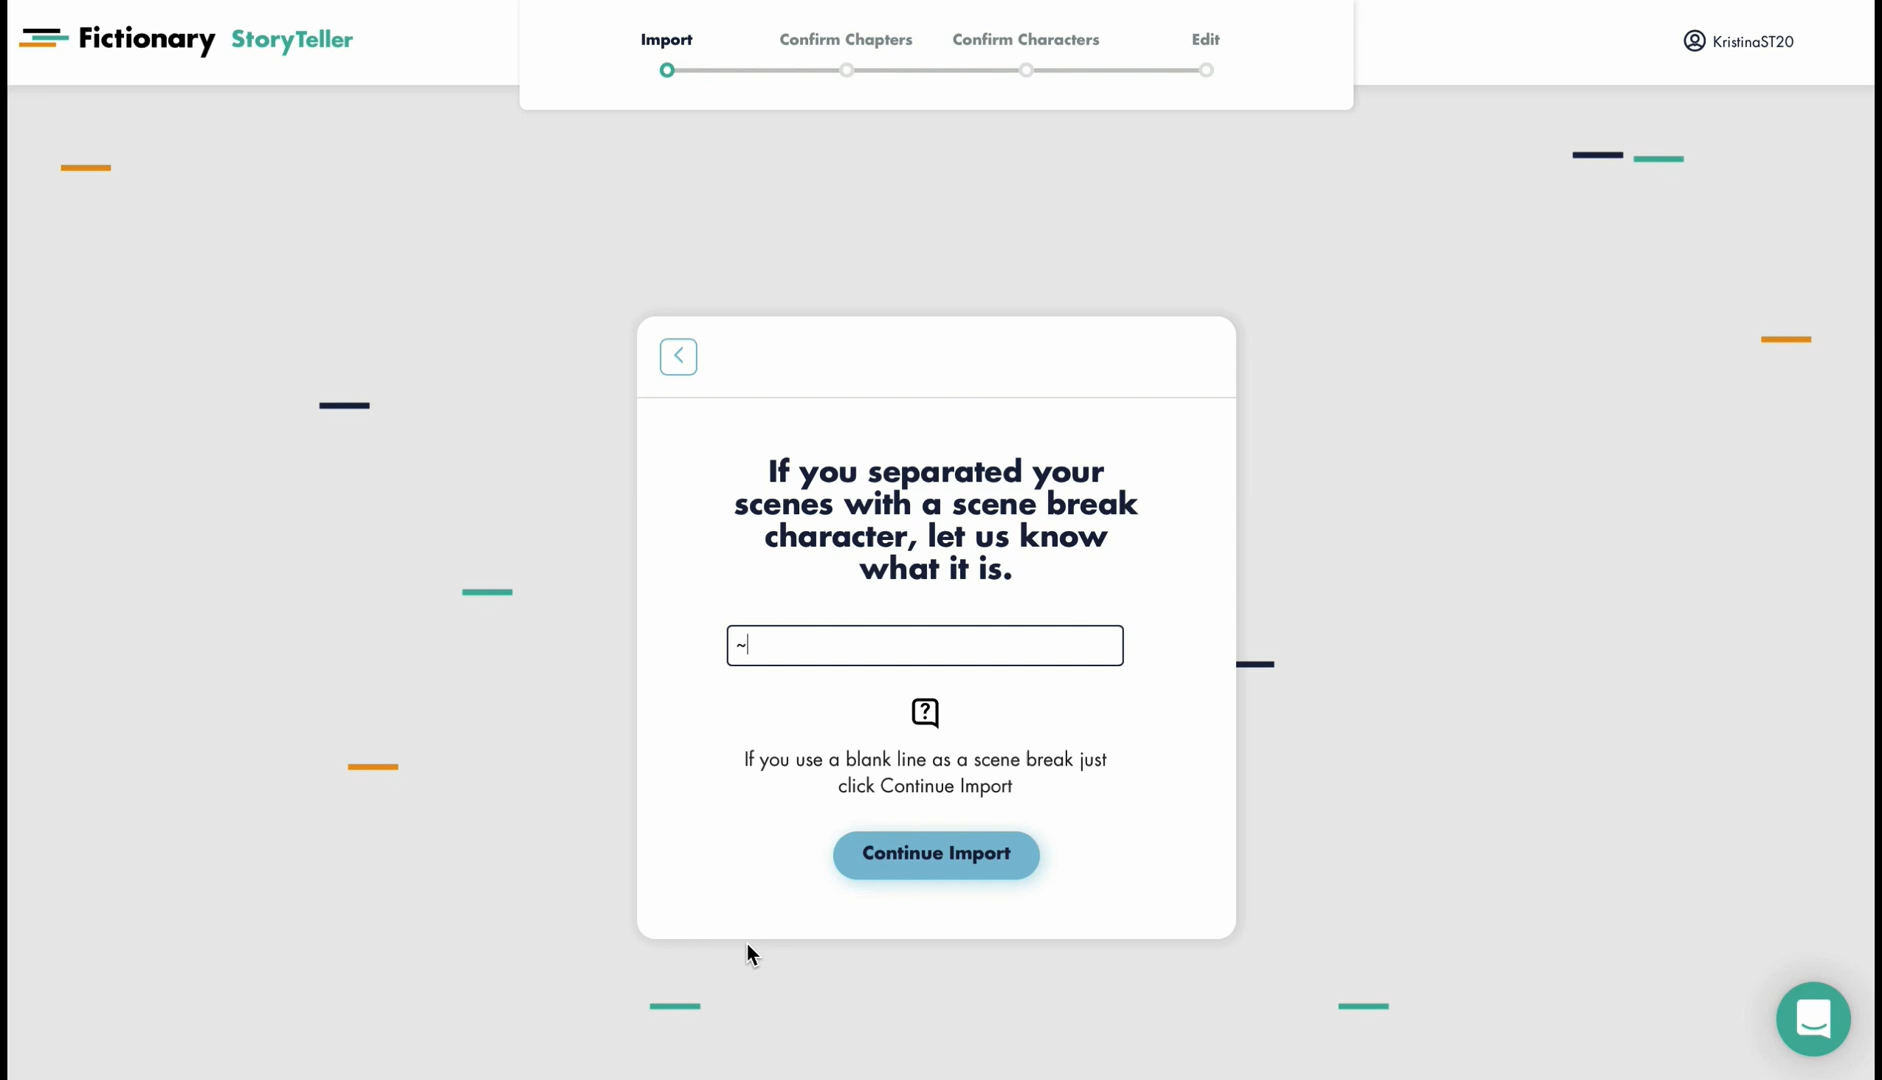 Fictionary StoryTeller
Import Confirm Chapters Confirm Characters Edit
KristinaST20
If you separated your
scenes with a scene break
character, let us know
what it is.
~
?
If you use a blank line as a scene break just
click Continue Import
Continue Import